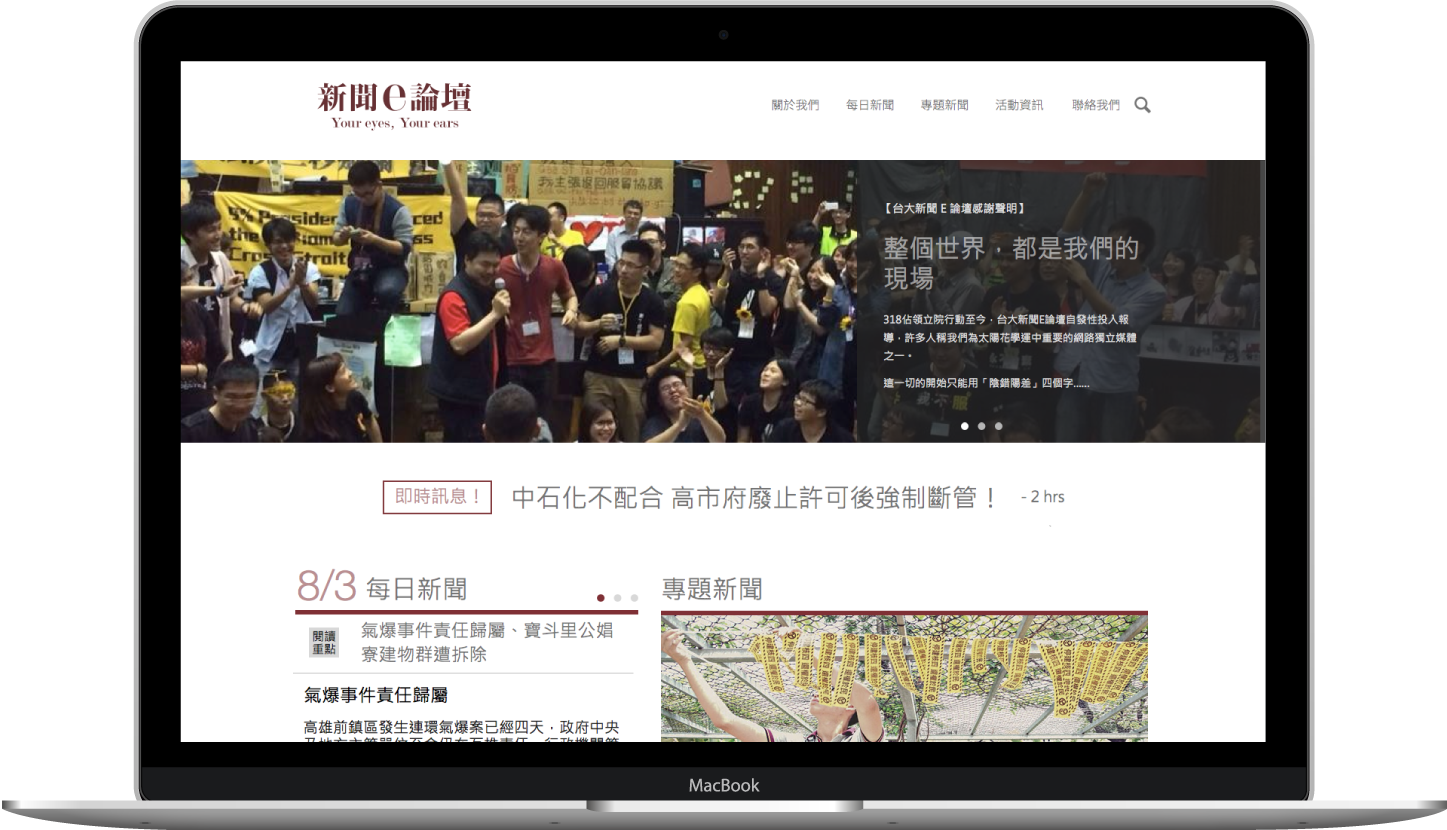 新聞e論壇
Your eyes, Your ears
關於我們 每日新聞 專題新聞 活動資訊 聯絡我們
我主張退回服貿協議
【台大新聞 E 論壇感謝聲明】
整個世界，都是我們的
現場
318佔領立院行動至今，台大新聞E論壇自發性投入報
導，許多人稱我們為太陽花學運中重要的網路獨立媒體
之一。
這一切的開始只能用「陰錯陽差」四個字......
即時訊息！ 中石化不配合 高市府廢止許可後強制斷管！ - 2 hrs
8/3 每日新聞
專題新聞
閱讀
重點
氣爆事件責任歸屬、寶斗里公娼
寮建物群遭拆除
氣爆事件責任歸屬
高雄前鎮區發生連環氣爆案已經四天，政府中央
MacBook